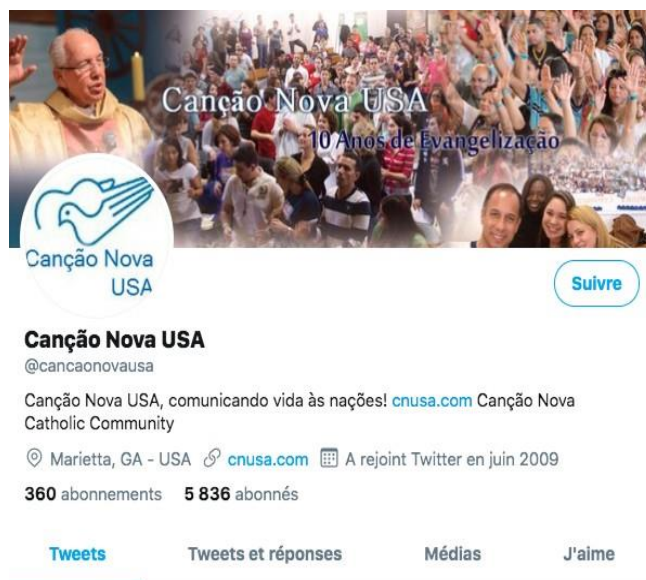 Canção Nova USA
10 Anos de Evangelização
Canção Nova
USA
Suivre
Canção Nova USA
@cancaonovausa
Canção Nova USA, comunicando vida às nações! cnusa.com Canção Nova
Catholic Community
Marietta, GA - USA cnusa.com A rejoint Twitter en juin 2009
360 abonnements 5 836 abonnés
Tweets Tweets et réponses Médias J'aime